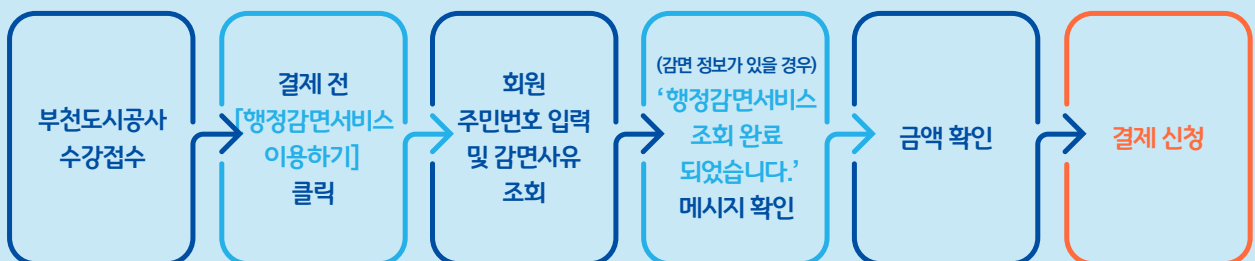 부천도시공사
수강접수
결제 전
[행정감면서비스
이용하기]
클릭
회원
주민번호 입력
및 감면사유
조회
(감면 정보가 있을 경우)
‘행정감면서비스
조회 완료
되었습니다.’
메시지 확인
금액 확인
결제 신청